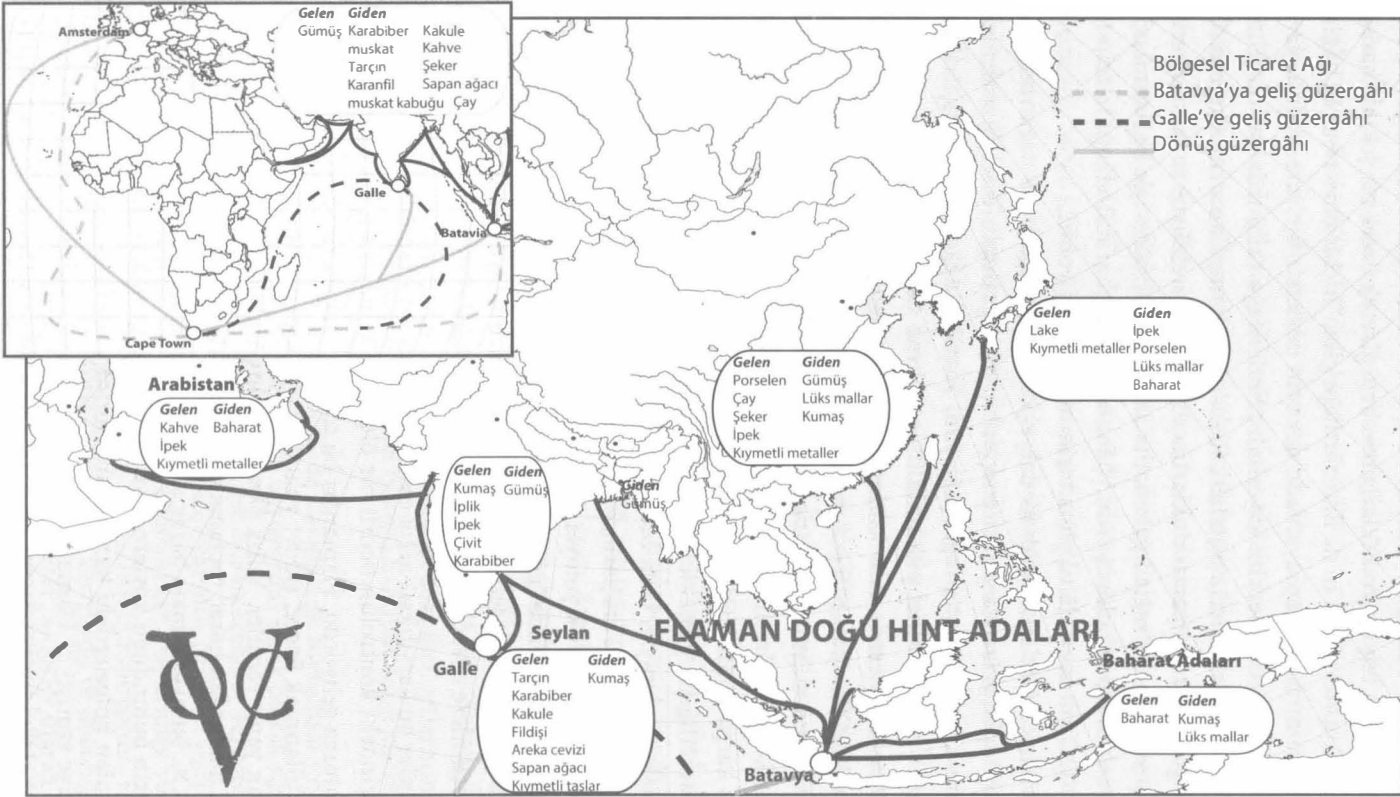 Gelen Giden
Gümüş Karabiber Kakule
muskat Kahve
Tarçın Şeker
Karanfil Sapan ağacı
muskat kabuğu Çay
Amsterdam
Galle
Batavia
Cape Town
Bölgesel Ticaret Ağı
Batavya'ya geliş güzergâhı
Galle'ye geliş güzergâhı
Dönüş güzergâhı
Gelen Giden
Lake İpek
Kıymetli metaller Porselen
Lüks mallar
Baharat
Gelen Giden
Porselen Gümüş
Çay Lüks mallar
Şeker Kumaş
İpek
Kıymetli metaller
Arabistan
Gelen Giden
Kahve Baharat
İpek
Kıymetli metaller
Gelen Giden
Kumaş Gümüş
İplik
İpek
Çivit
Karabiber
Giden
Gümüş
FLAMAN DOĞU HİNT ADALARI
Seylan
Galle
Gelen Giden
Tarçın Kumaş
Karabiber
Kakule
Fildişi
Areka cevizi
Sapan ağacı
Kıymetli taşlar
Baharat Adaları
Gelen Giden
Baharat Kumaş
Lüks mallar
Batavya
VOC